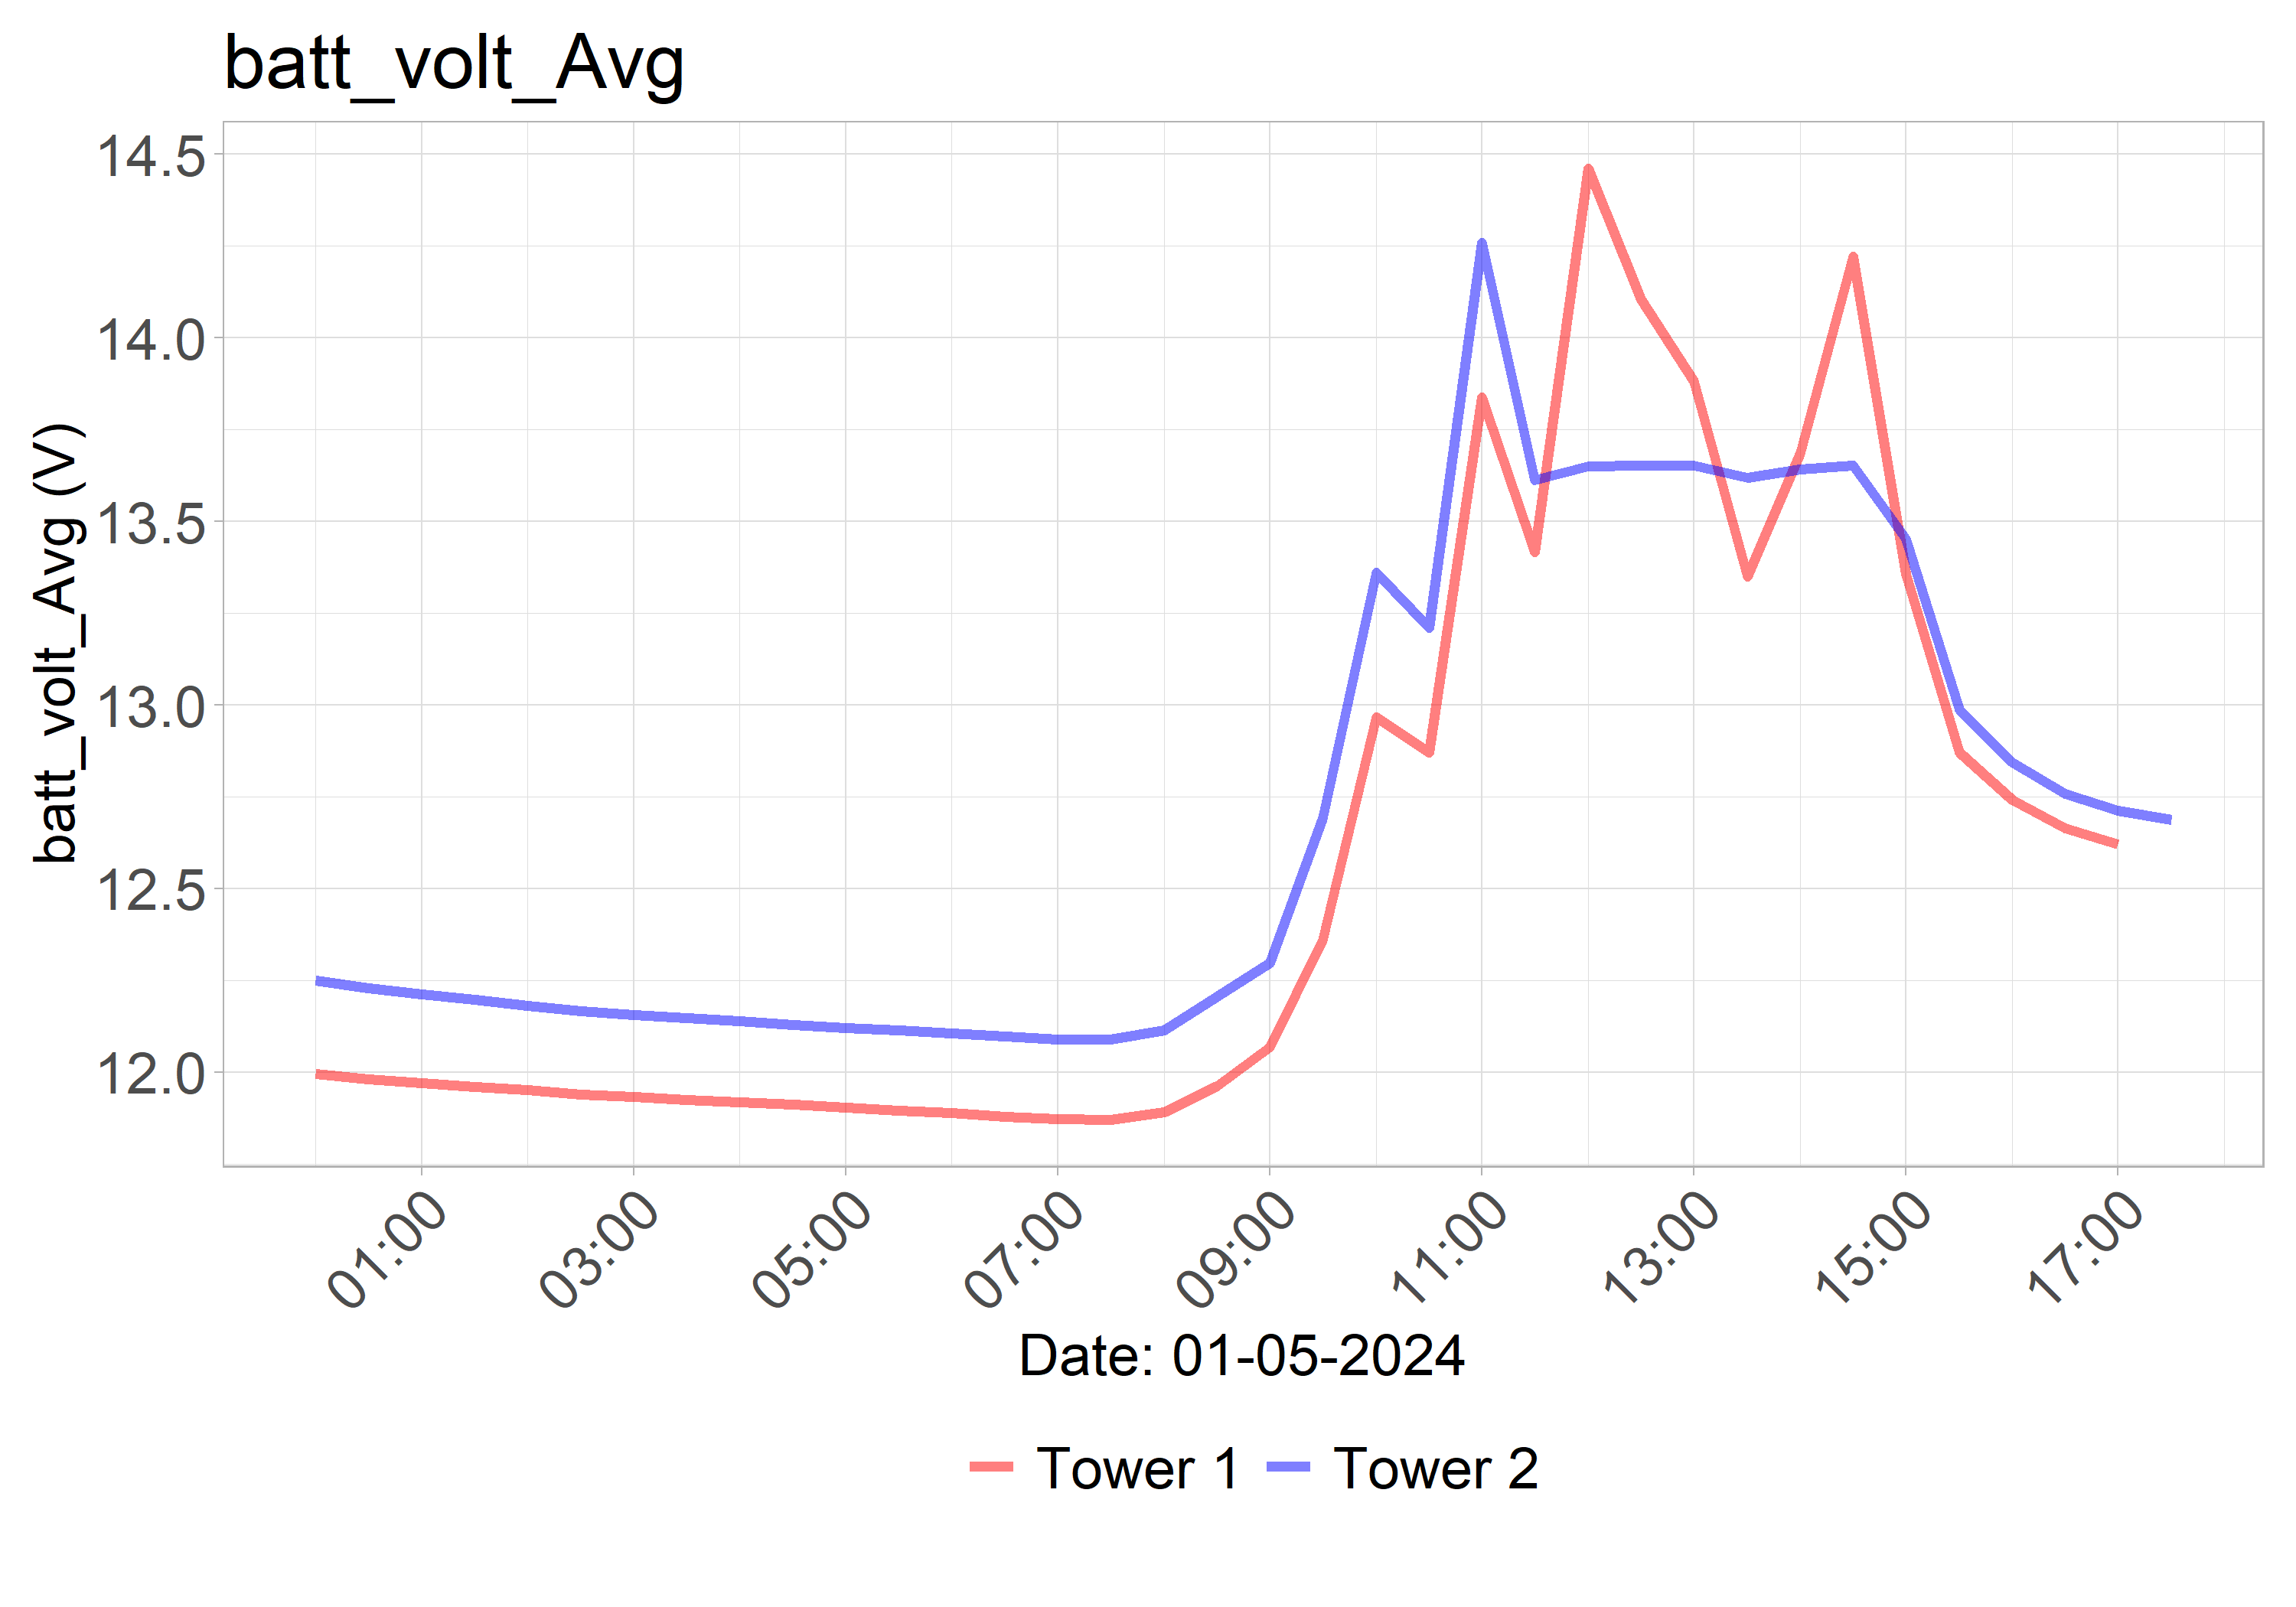 batt_volt_Avg
batt_volt_Avg (V)
14.5
14.0
13.5
13.0
12.5
12.0
01:00 03:00 05:00 07:00 09:00 11:00 13:00 15:00 17:00
Date: 01-05-2024
Tower 1 Tower 2